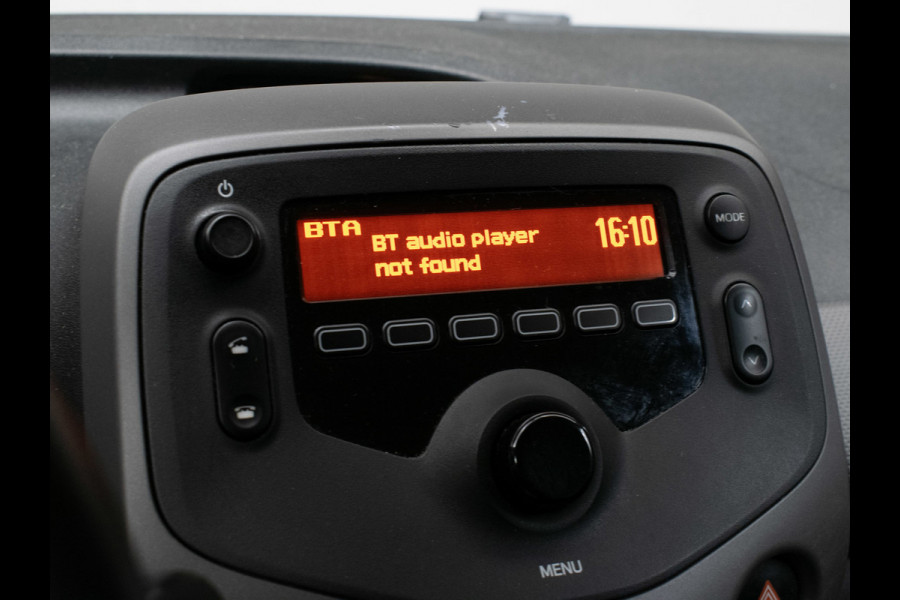 BTA
BT audio player
not found
16:10
MODE
MENU